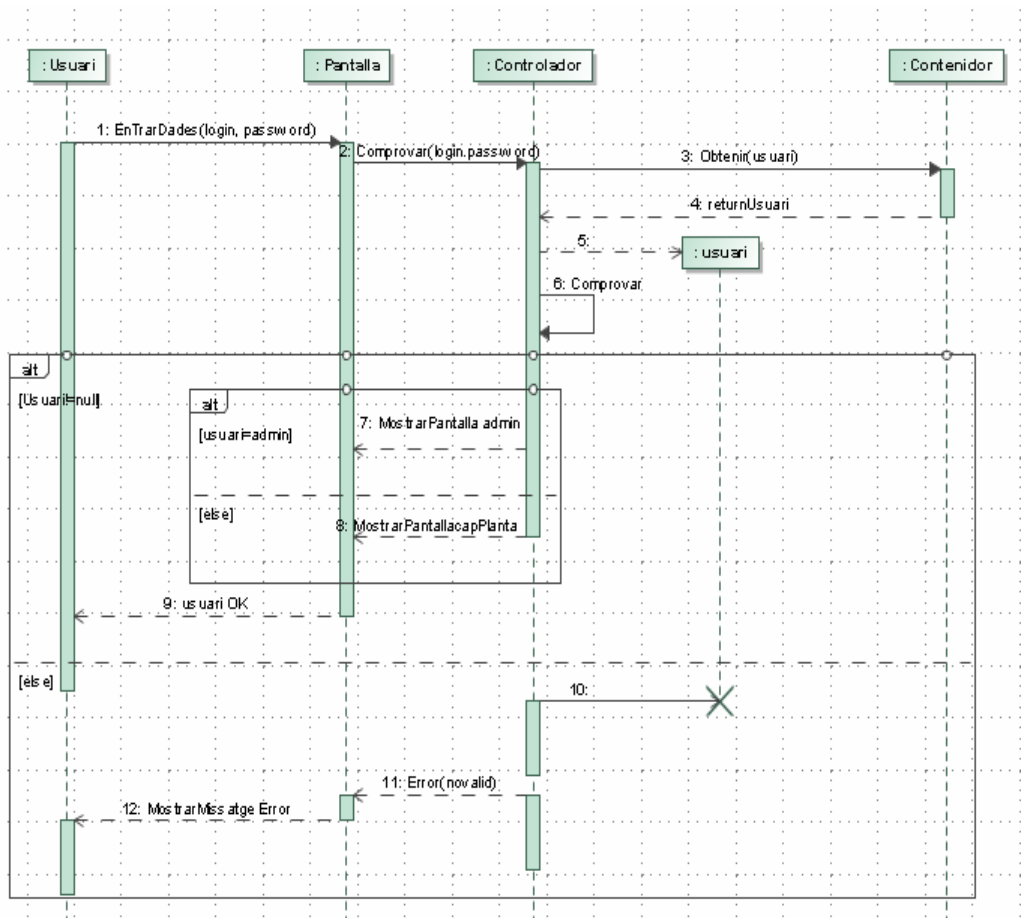 : Usuari
: Pantalla
: Controlador
: Contenidor
1: EnTrarDades(login, password)
2: Comprovar(login.password)
3: Obtenir(usuari)
4: returnUsuari
5:
: usuari
6: Comprovar
alt
[Usuari!=null]
alt
[usuari=admin]
7: MostrarPantalla admin
[else]
8: MostrarPantallacapPlanta
9: usuari OK
[else]
10:
11: Error(novalid)
12: MostrarMissatge Error